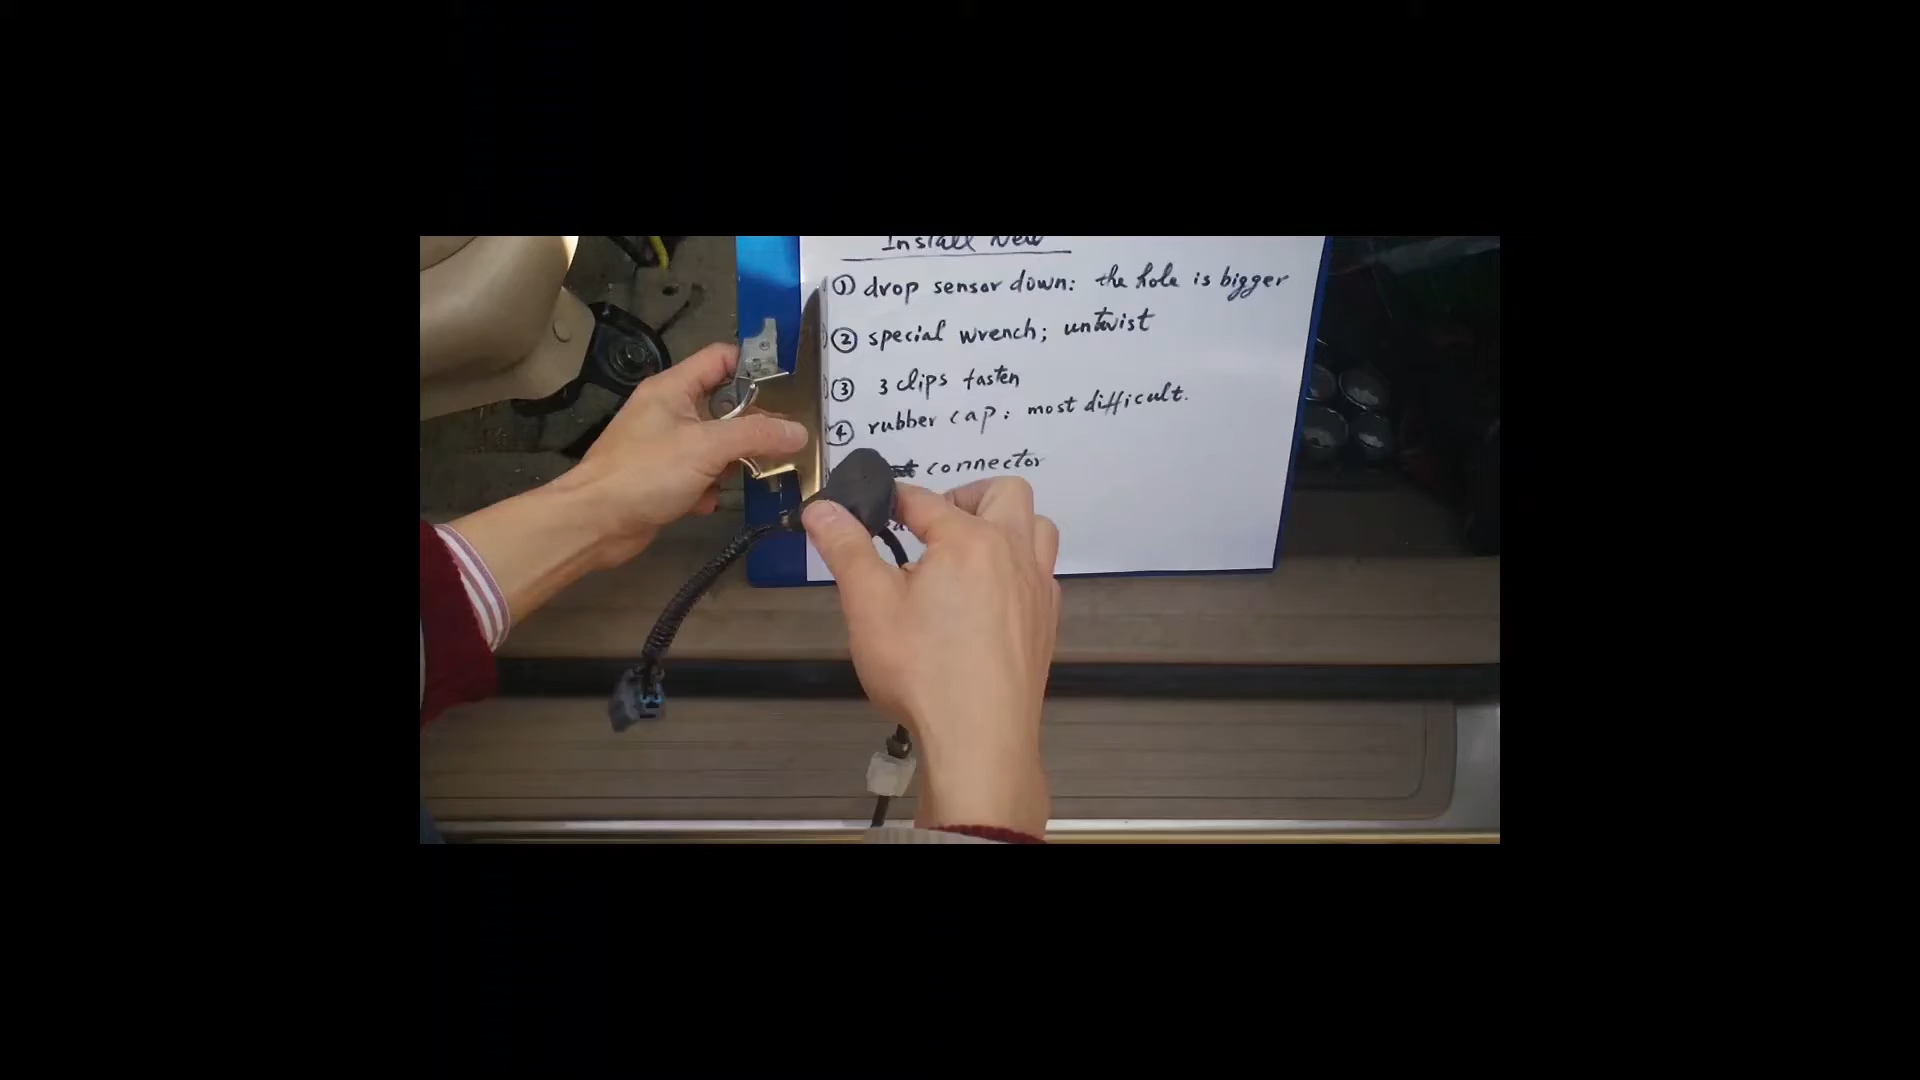 Install New
① drop sensor down: the hole is bigger
② special wrench; untwist
③ 3 clips fasten
④ rubber cap: most difficult.
connector